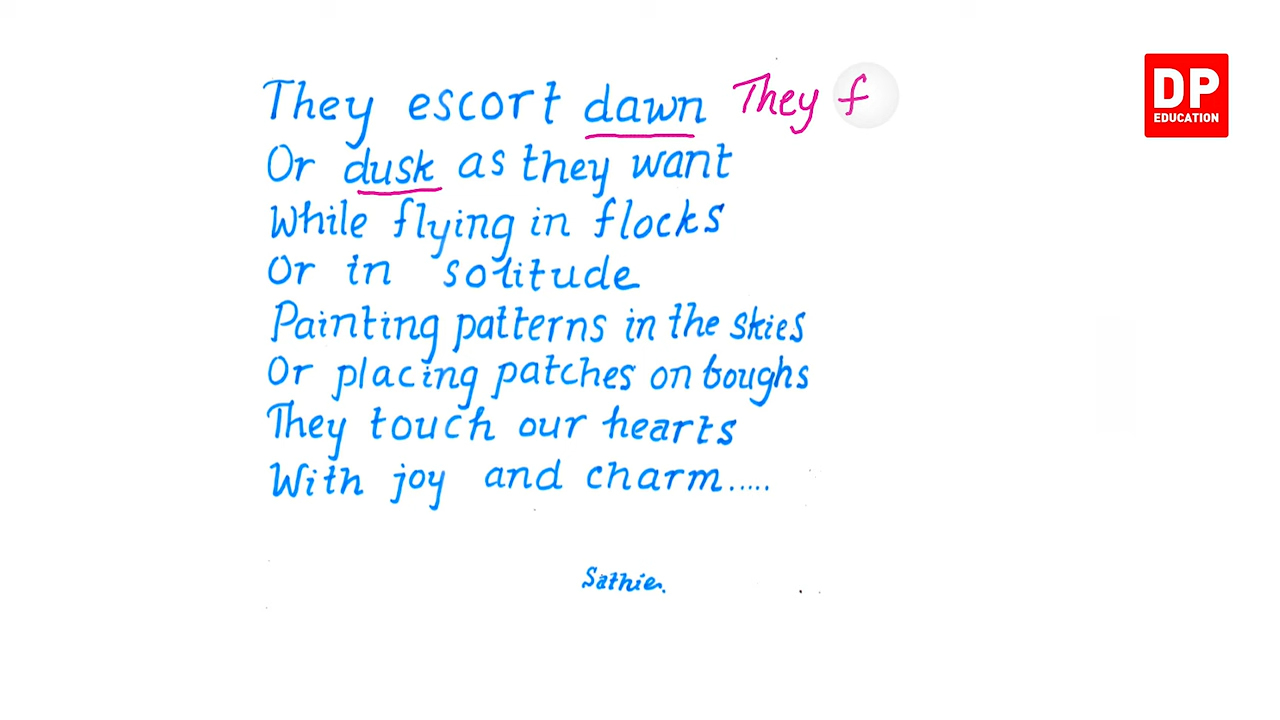 They escort dawn They f
Or dusk as they want
While flying in flocks
Or in solitude
Painting patterns in the skies
Or placing patches on boughs
They touch our hearts
With joy and charm.....
Sathie.
DP
EDUCATION